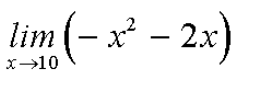 lim x→10 (− x² − 2x)